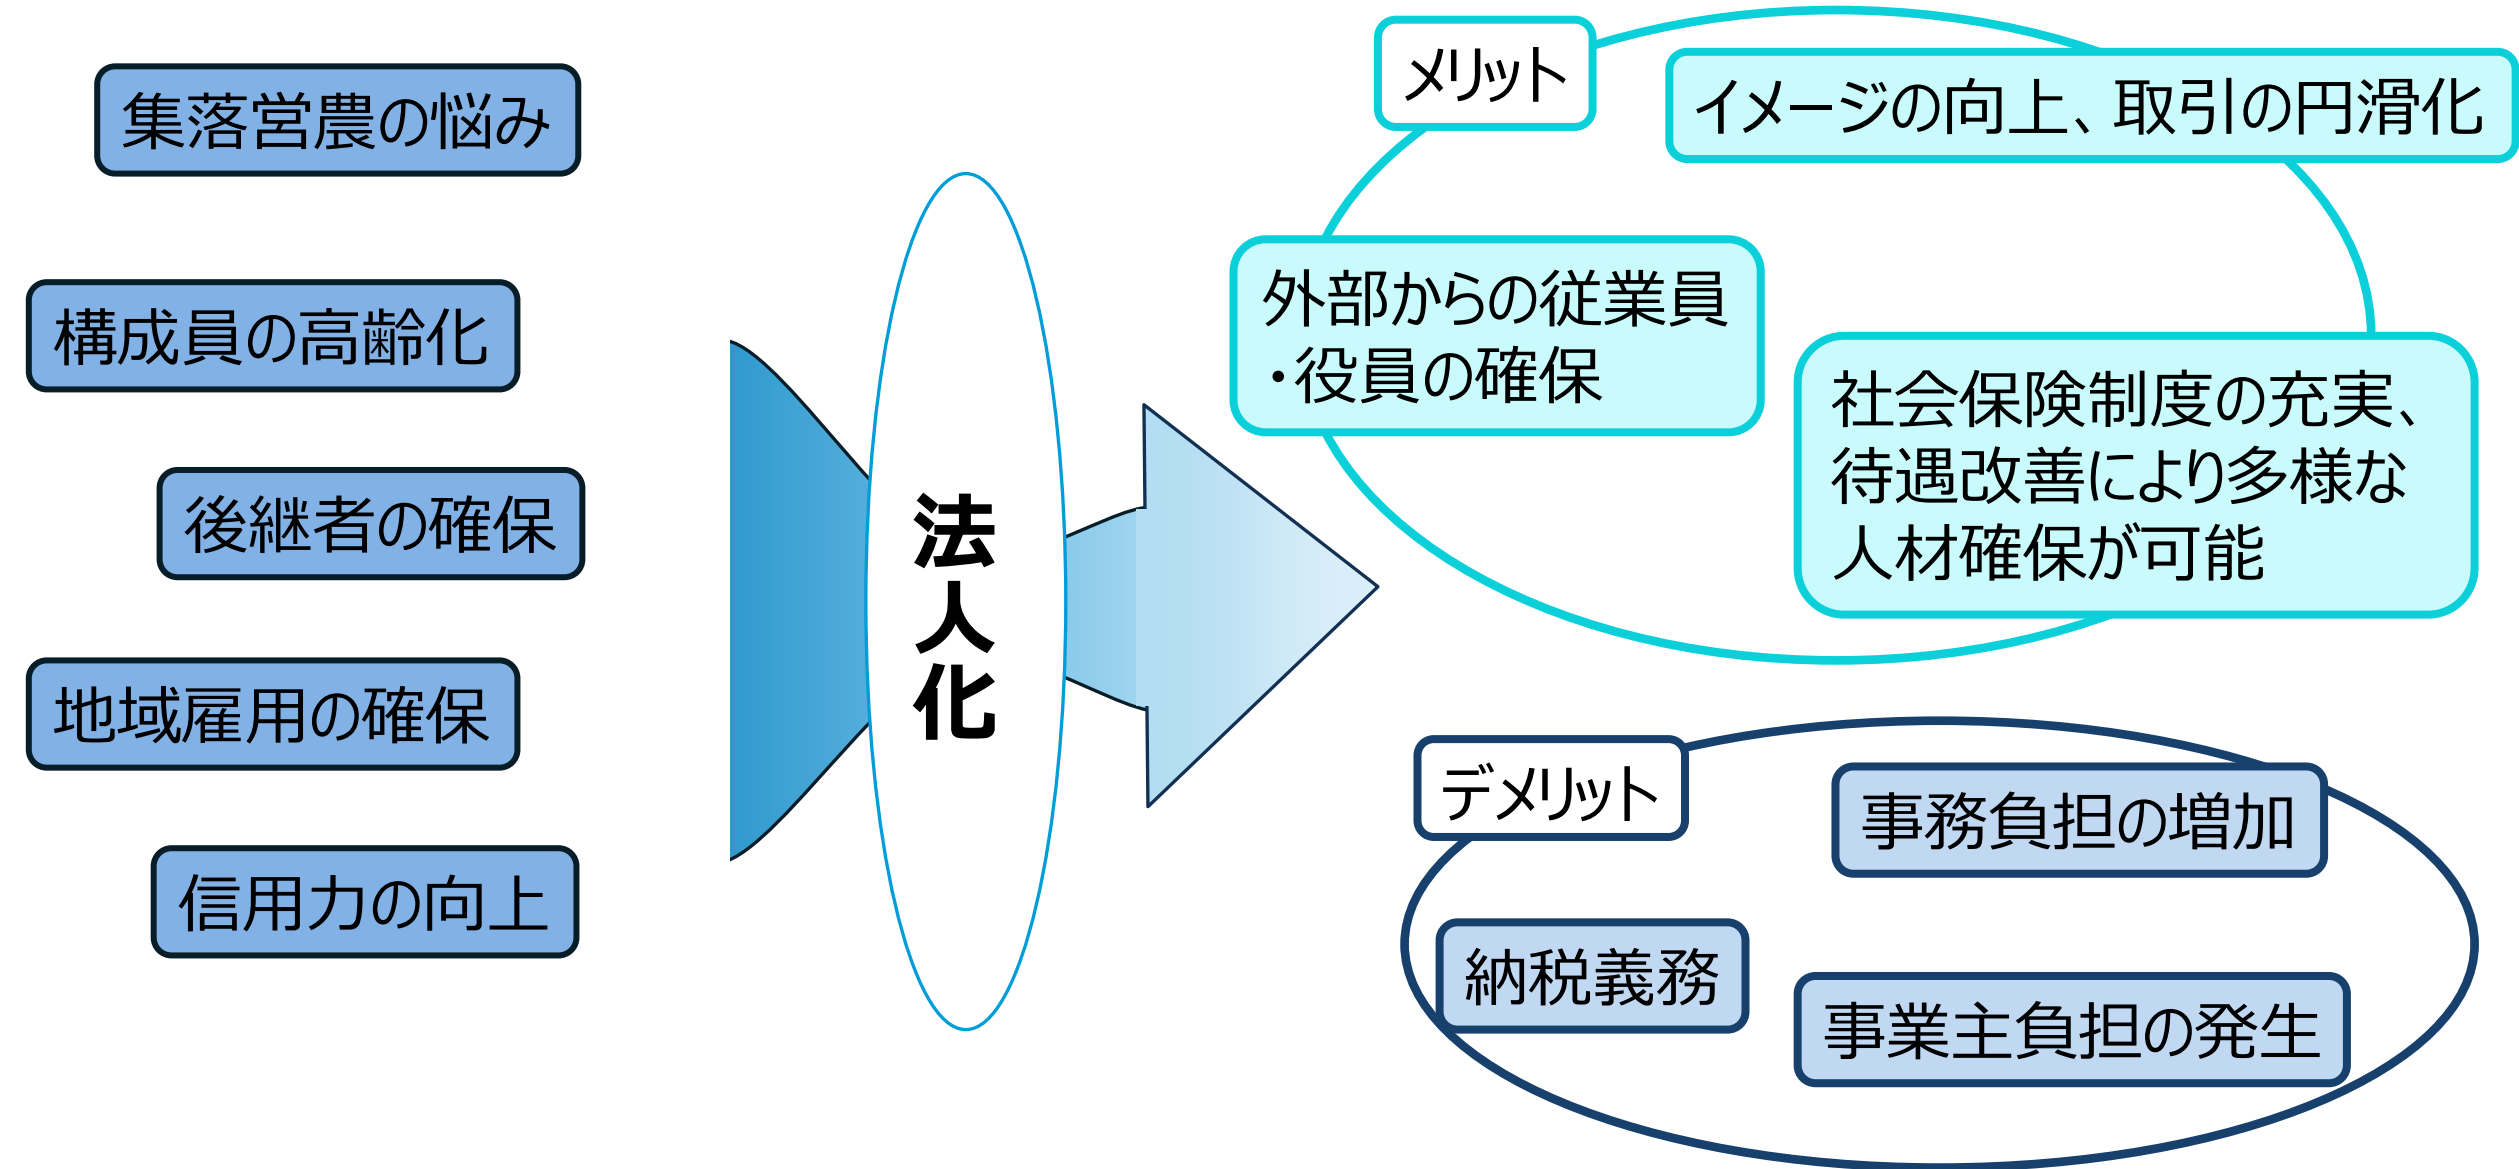 集落営農の悩み
構成員の高齢化
後継者の確保
地域雇用の確保
信用力の向上
法人化
メリット
イメージの向上、取引の円滑化
外部からの従業員
・役員の確保
社会保険制度の充実、
待遇改善により多様な
人材確保が可能
デメリット
事務負担の増加
納税義務
事業主負担の発生